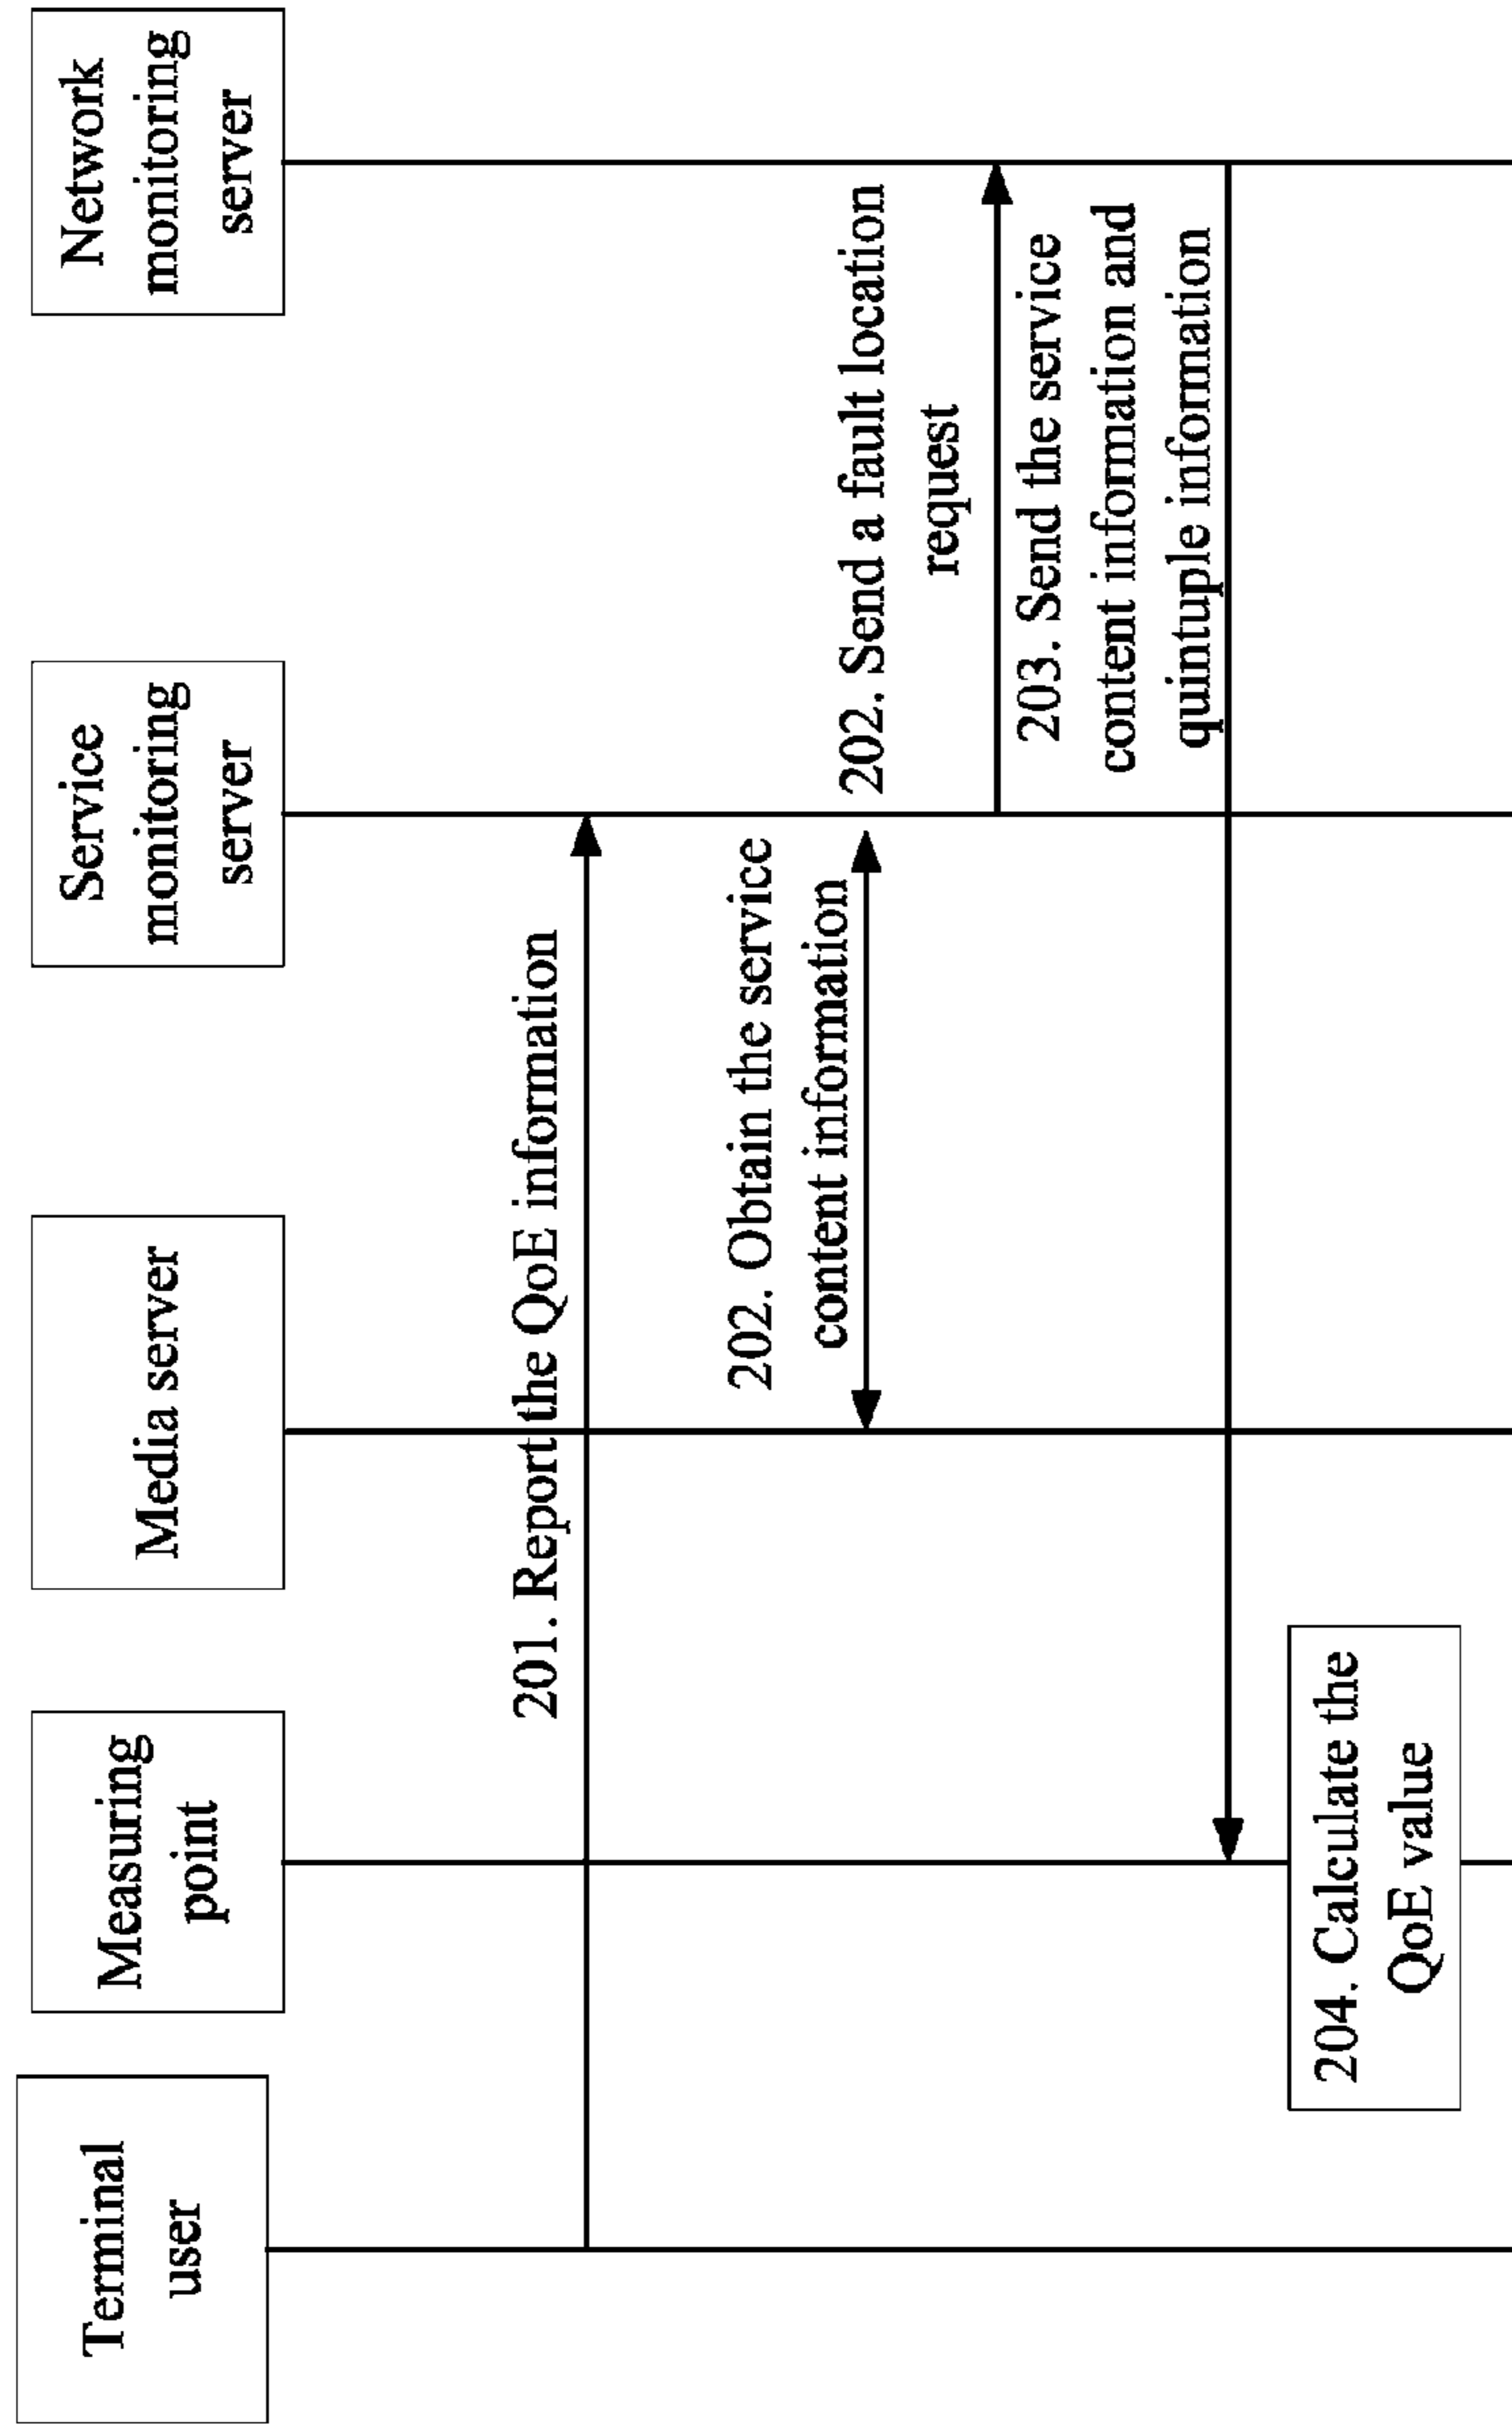 Terminal
user
Measuring
point
Media server
Service
monitoring
server
Network
monitoring
server
201. Report the QoE information
202. Obtain the service
content information
202. Send a fault location
request
203. Send the service
content information and
quintuple information
204. Calculate the
QoE value